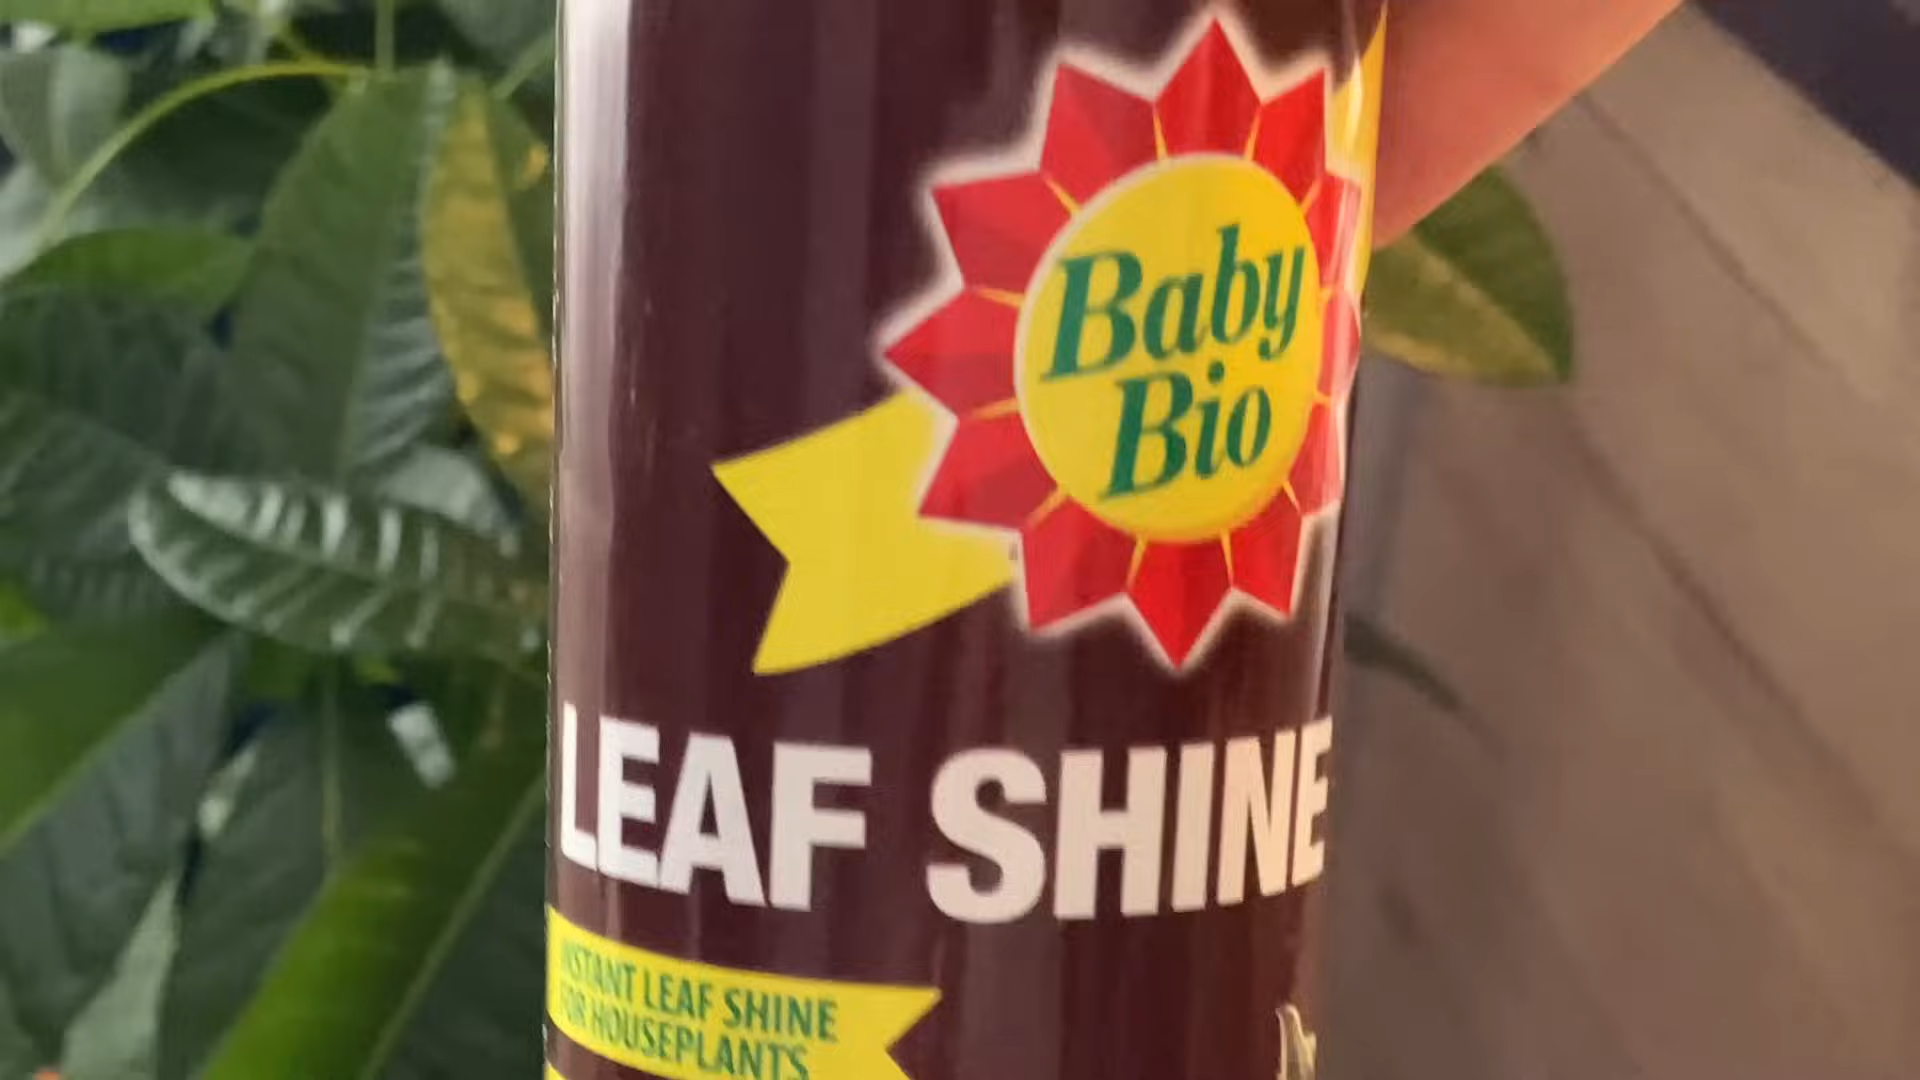 Baby
Bio
LEAF SHINE
INSTANT LEAF SHINE
FOR HOUSEPLANTS